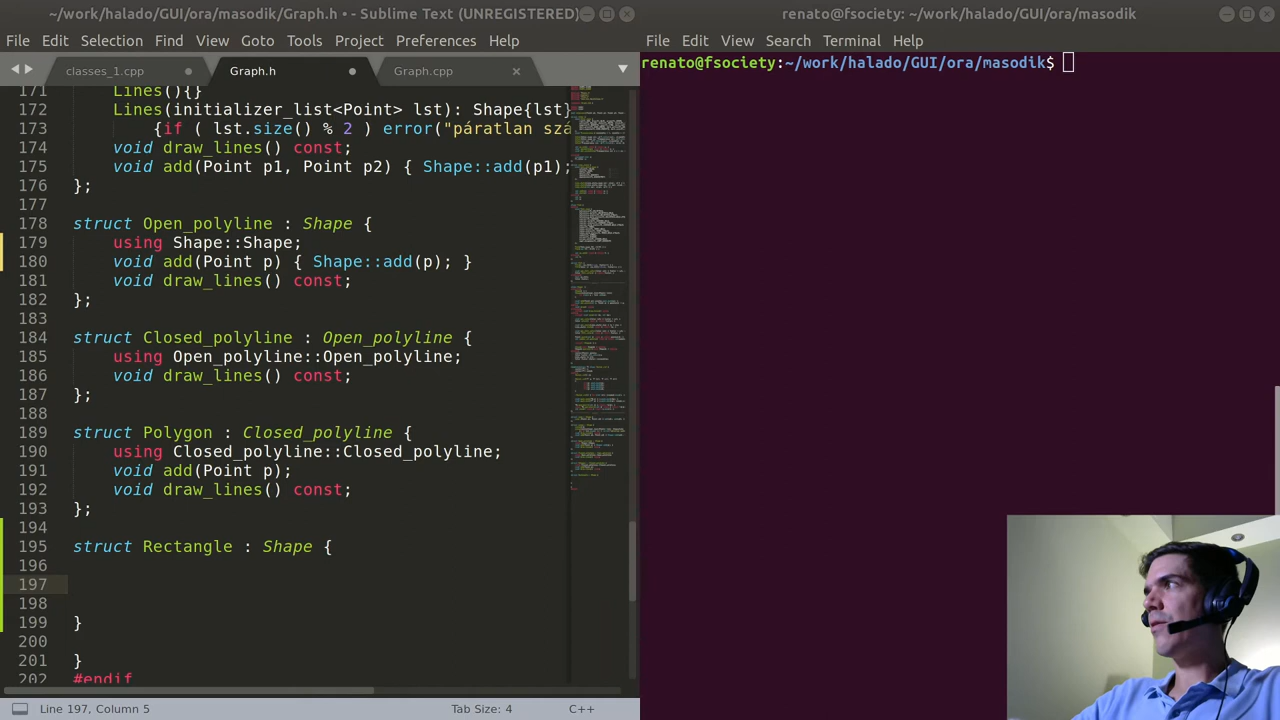 ~/work/halado/GUI/ora/masodik/Graph.h • - Sublime Text (UNREGISTERED)
File Edit Selection Find View Goto Tools Project Preferences Help
classes_1.cpp Graph.h Graph.cpp
171 Lines(){}
172 Lines(initializer_list<Point> lst): Shape{lst}
173 {if ( lst.size() % 2 ) error("páratlan szá
174 void draw_lines() const;
175 void add(Point p1, Point p2) { Shape::add(p1);
176 };
177
178 struct Open_polyline : Shape {
179 using Shape::Shape;
180 void add(Point p) { Shape::add(p); }
181 void draw_lines() const;
182 };
183
184 struct Closed_polyline : Open_polyline {
185 using Open_polyline::Open_polyline;
186 void draw_lines() const;
187 };
188
189 struct Polygon : Closed_polyline {
190 using Closed_polyline::Closed_polyline;
191 void add(Point p);
192 void draw_lines() const;
193 };
194
195 struct Rectangle : Shape {
196
197
198
199 }
200
201 }
202 #endif
Line 197, Column 5 Tab Size: 4 C++
renato@fsociety: ~/work/halado/GUI/ora/masodik
File Edit View Search Terminal Help
renato@fsociety:~/work/halado/GUI/ora/masodik$